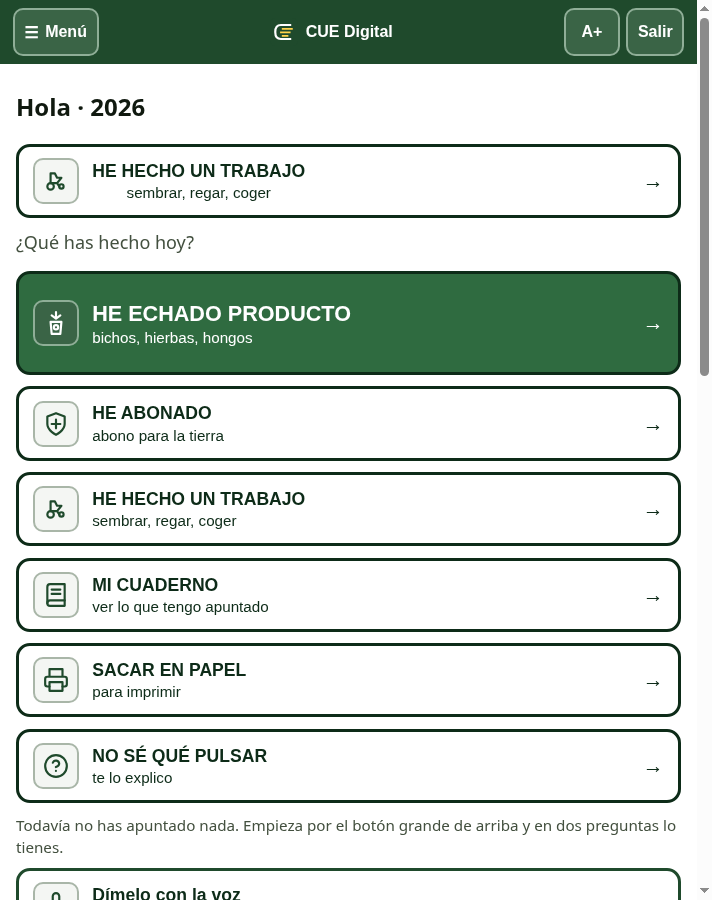 ☰ Menú
CUE Digital
A+
Salir
Hola · 2026
HE HECHO UN TRABAJO
sembrar, regar, coger
→
¿Qué has hecho hoy?
HE ECHADO PRODUCTO
bichos, hierbas, hongos
→
HE ABONADO
abono para la tierra
→
HE HECHO UN TRABAJO
sembrar, regar, coger
→
MI CUADERNO
ver lo que tengo apuntado
→
SACAR EN PAPEL
para imprimir
→
NO SÉ QUÉ PULSAR
te lo explico
→
Todavía no has apuntado nada. Empieza por el botón grande de arriba y en dos preguntas lo
tienes.
Dímelo con la voz